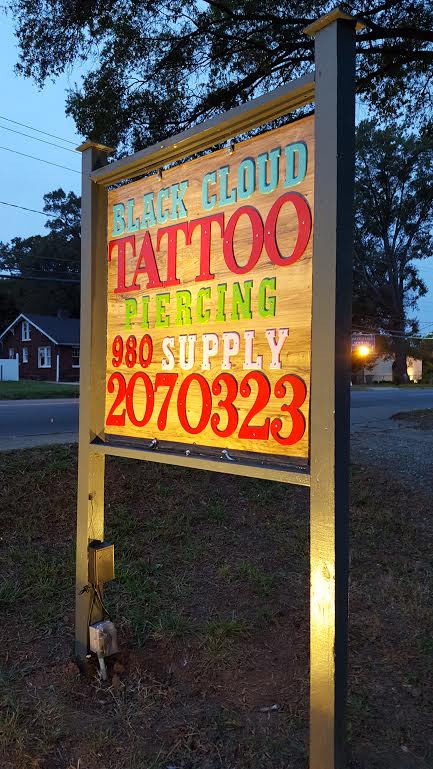 BLACK CLOUD
TATTOO
PIERCING
980 SUPPLY
2070323